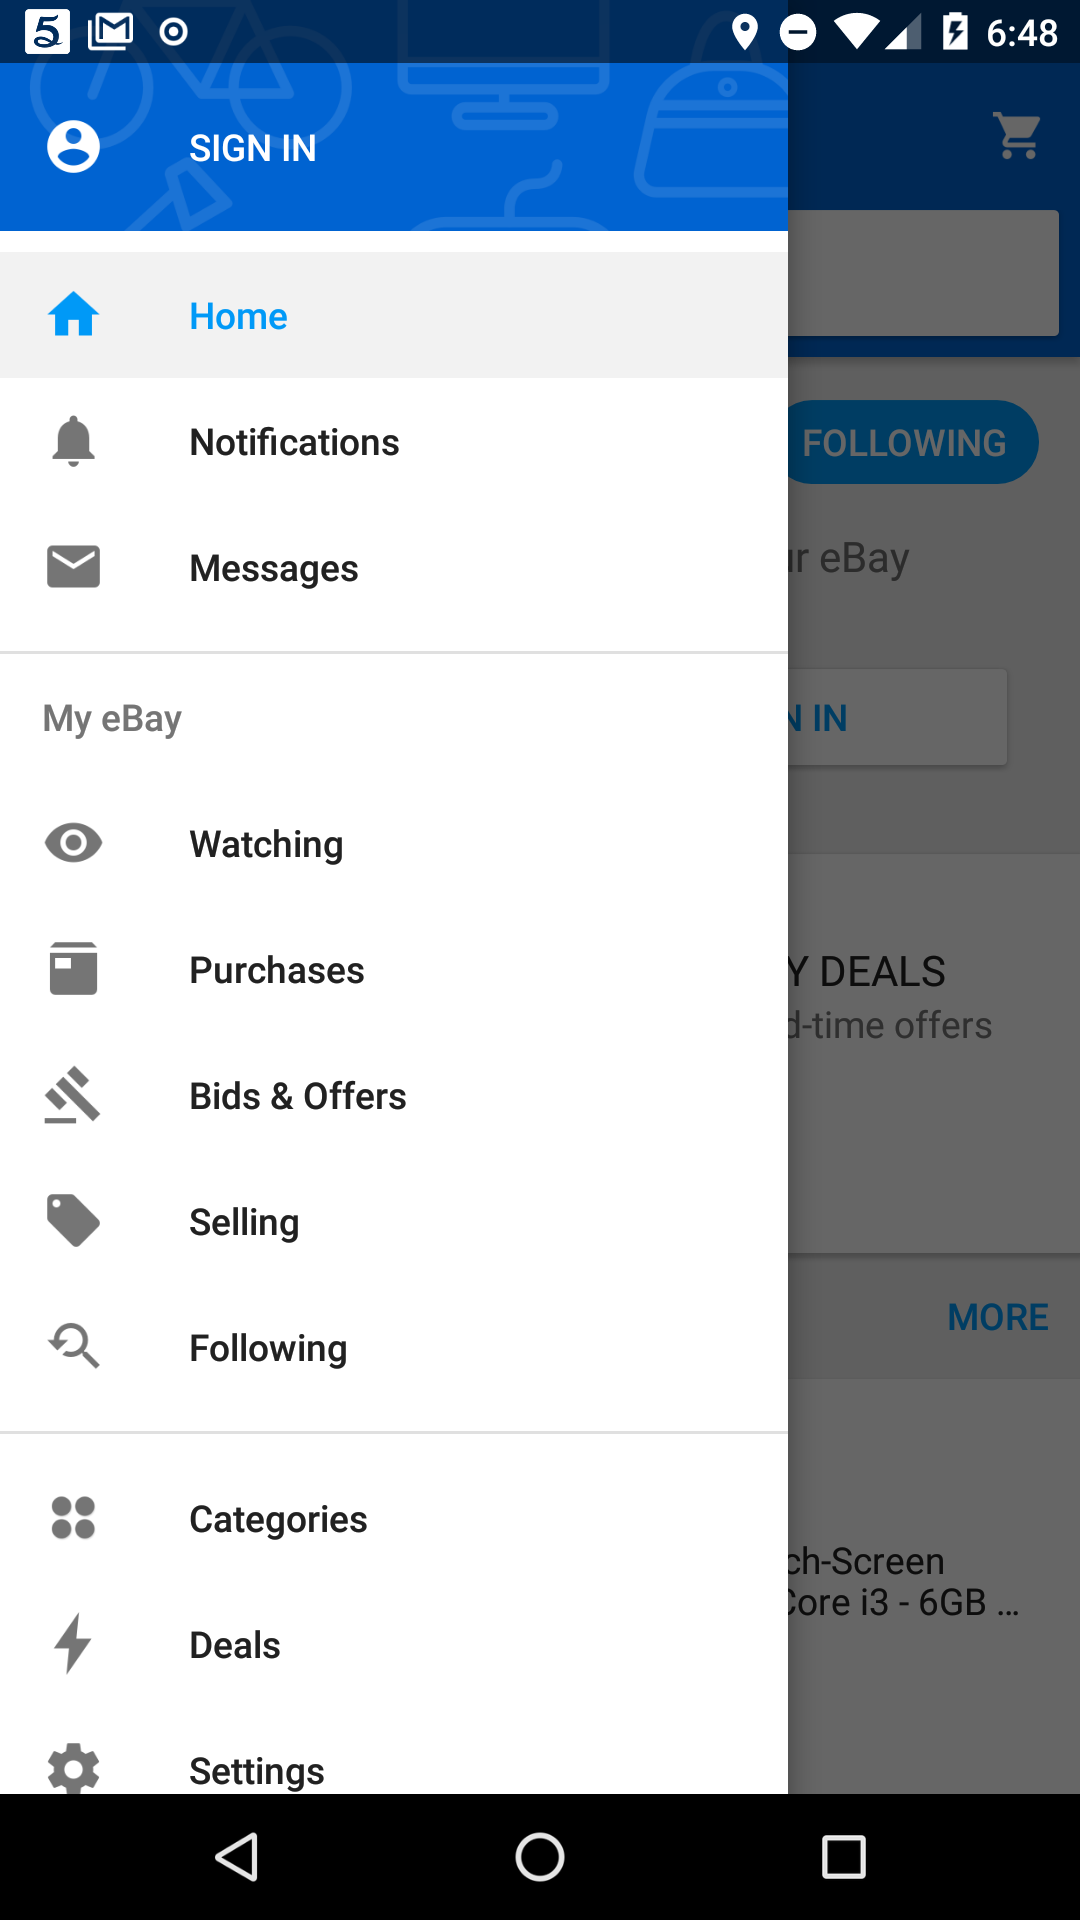 5 6:48
SIGN IN
Home
Notifications
FOLLOWING
ur eBay
Messages
N IN
My eBay
Watching
Purchases
Y DEALS
d-time offers
Bids & Offers
Selling
MORE
Following
Categories
ch-Screen
Core i3 - 6GB ...
Deals
Settings